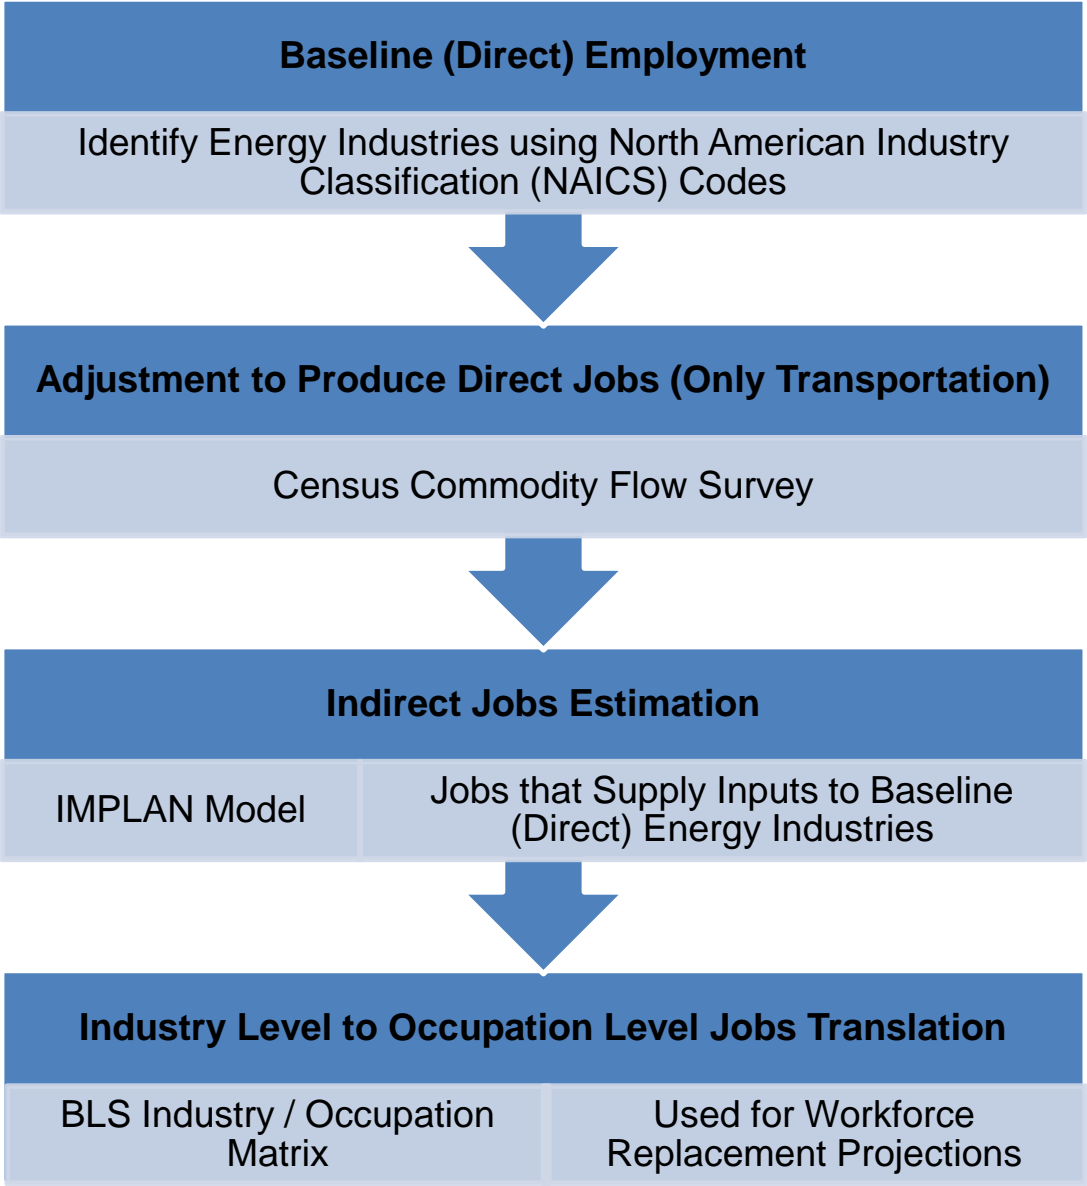 Baseline (Direct) Employment
Identify Energy Industries using North American Industry
Classification (NAICS) Codes
Adjustment to Produce Direct Jobs (Only Transportation)
Census Commodity Flow Survey
Indirect Jobs Estimation
IMPLAN Model
Jobs that Supply Inputs to Baseline
(Direct) Energy Industries
Industry Level to Occupation Level Jobs Translation
BLS Industry / Occupation
Matrix
Used for Workforce
Replacement Projections